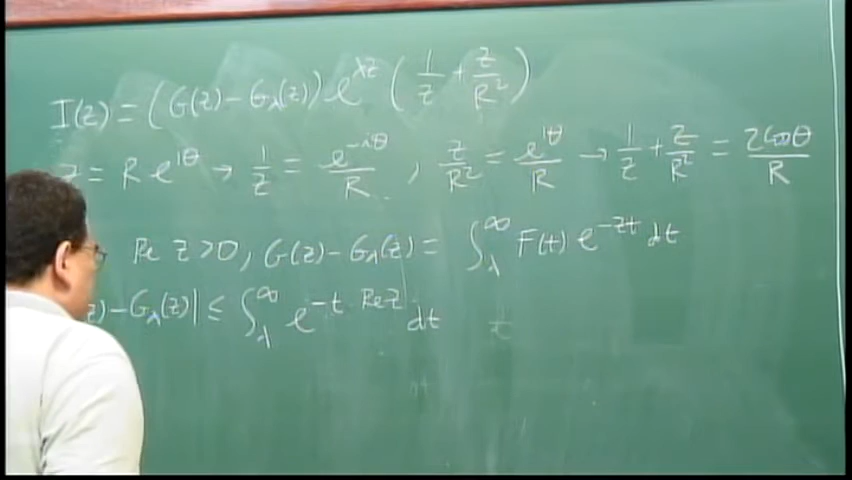 I(z) = (G(z) - G_λ(z)) e^{λz} (1/z + z/R²)
z = R e^{iθ} → 1/z = e^{-iθ}/R , z/R² = e^{iθ}/R → 1/z + z/R² = 2cosθ/R
Re z > 0, G(z) - G_λ(z) = ∫_λ^∞ F(t) e^{-zt} dt
z) - G_λ(z)| ≤ ∫_λ^∞ e^{-t Re z} dt